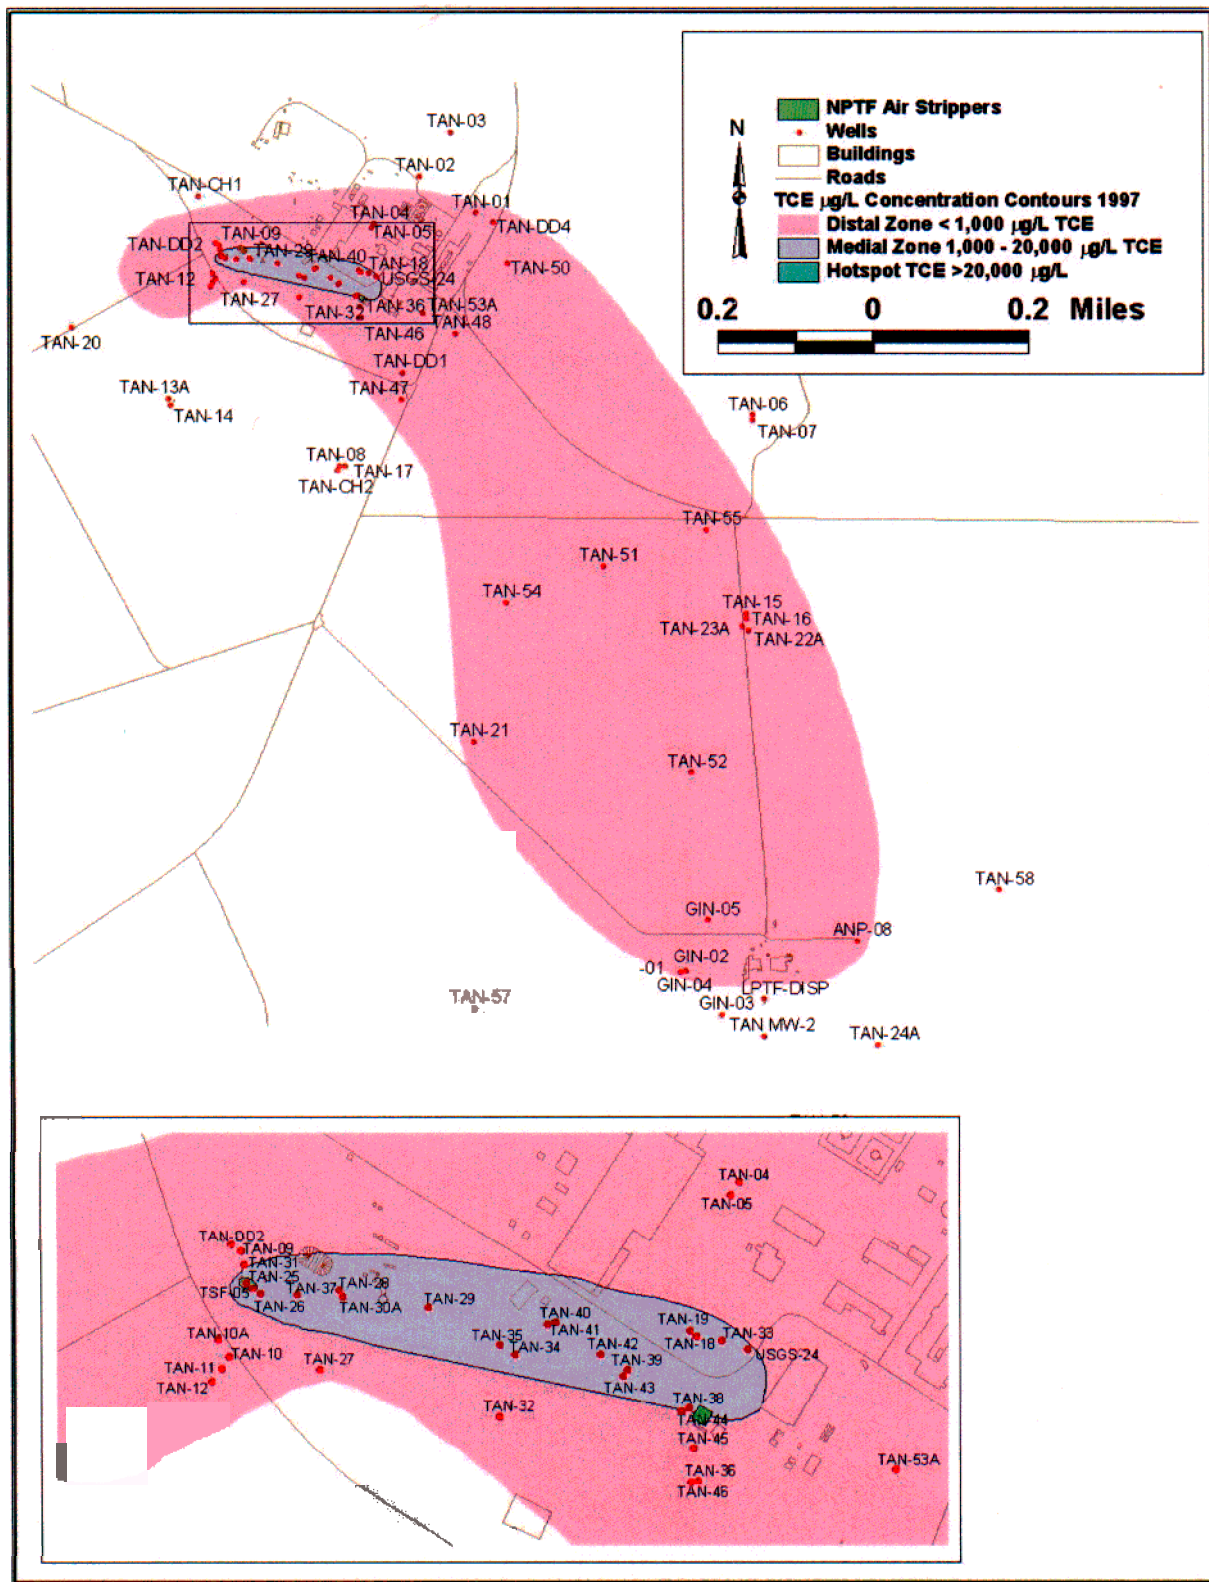 NPTF Air Strippers
N
Wells
Buildings
Roads
TCE µg/L Concentration Contours 1997
Distal Zone < 1,000 µg/L TCE
Medial Zone 1,000 - 20,000 µg/L TCE
Hotspot TCE >20,000 µg/L
0.2 0 0.2 Miles
TAN-03
TAN-02
TAN-CH1
TAN-01
TAN-04
TAN-DD4
TAN-09
TAN-05
TAN-DD2
TAN-29
TAN-40
TAN-18
TAN-50
TAN-12
USGS-24
TAN-27
TAN-36
TAN-53A
TAN-32
TAN-48
TAN-46
TAN-20
TAN-DD1
TAN-13A
TAN-47
TAN-14
TAN-06
TAN-07
TAN-08
TAN-17
TAN-CH2
TAN-55
TAN-51
TAN-54
TAN-15
TAN-16
TAN-23A
TAN-22A
TAN-21
TAN-52
TAN-58
GIN-05
ANP-08
GIN-02
-01
GIN-04
LPTF-DISP
TAN-57
GIN-03
TAN MW-2
TAN-24A
TAN-04
TAN-05
TAN-DD2
TAN-09
TAN-31
TAN-25
TSF-05
TAN-37
TAN-28
TAN-26
TAN-30A
TAN-29
TAN-40
TAN-41
TAN-19
TAN-33
TAN-18
TAN-10A
TAN-35
TAN-42
USGS-24
TAN-10
TAN-34
TAN-11
TAN-27
TAN-39
TAN-12
TAN-43
TAN-38
TAN-32
TAN-44
TAN-45
TAN-53A
TAN-36
TAN-46